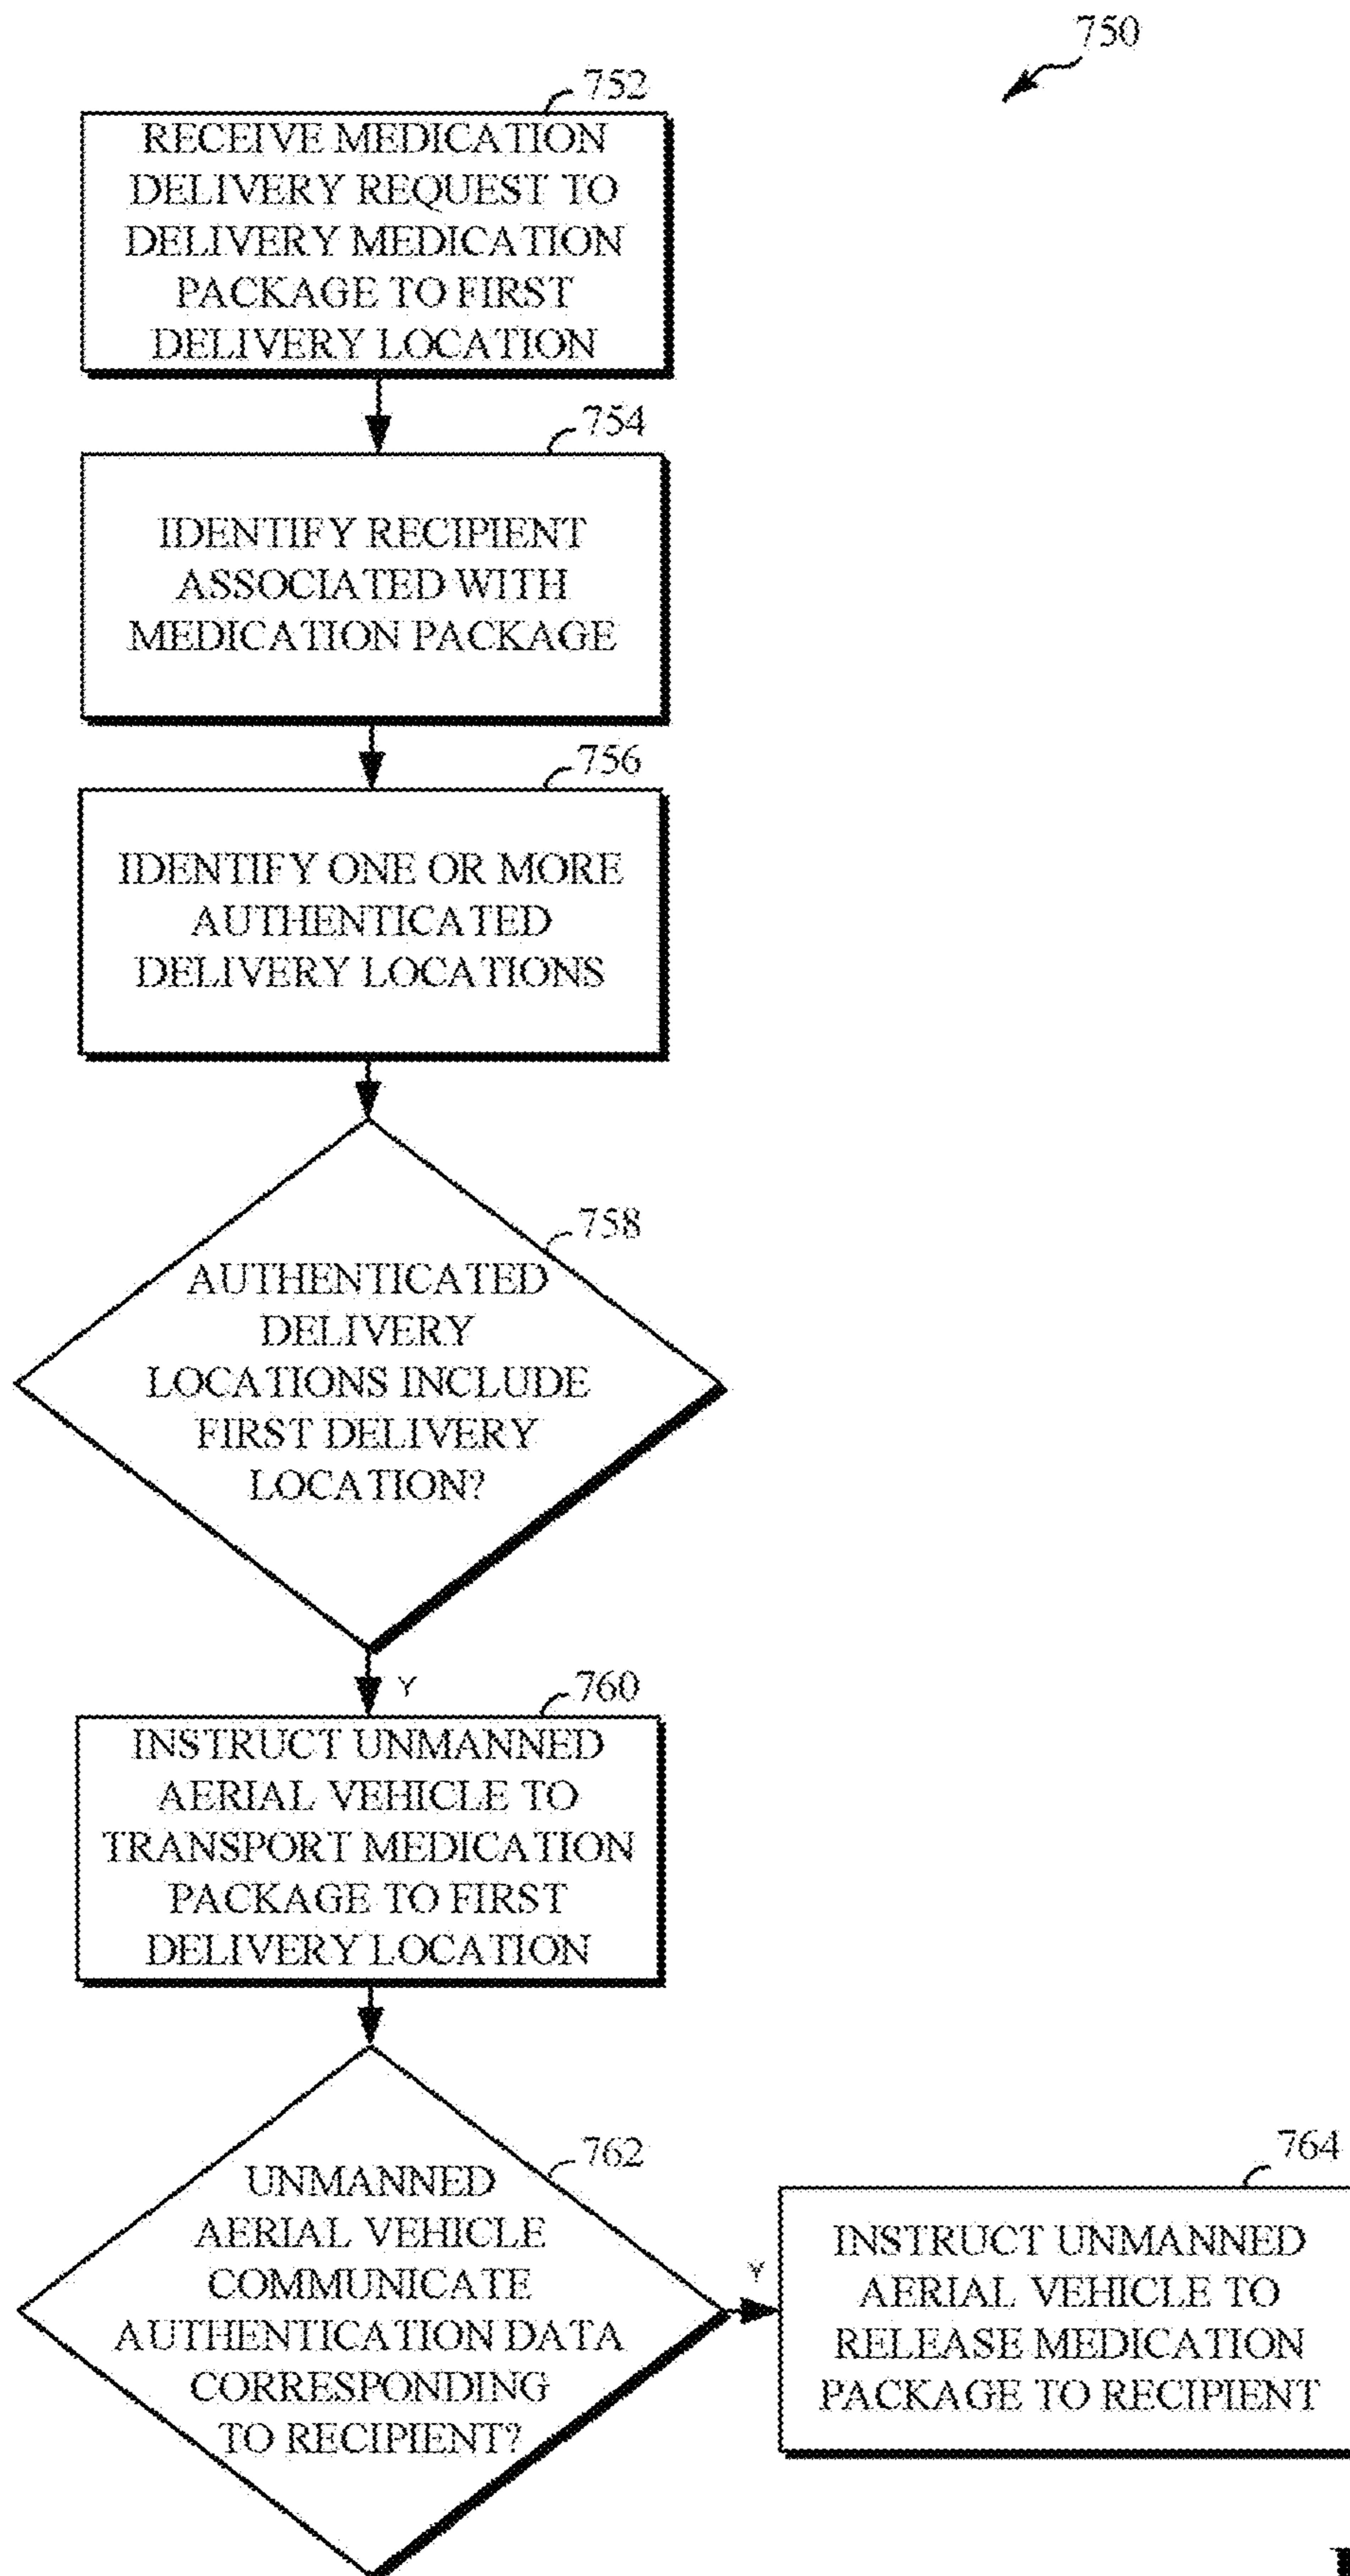 750
752
RECEIVE MEDICATION
DELIVERY REQUEST TO
DELIVERY MEDICATION
PACKAGE TO FIRST
DELIVERY LOCATION
754
IDENTIFY RECIPIENT
ASSOCIATED WITH
MEDICATION PACKAGE
756
IDENTIFY ONE OR MORE
AUTHENTICATED
DELIVERY LOCATIONS
758
AUTHENTICATED
DELIVERY
LOCATIONS INCLUDE
FIRST DELIVERY
LOCATION?
Y
760
INSTRUCT UNMANNED
AERIAL VEHICLE TO
TRANSPORT MEDICATION
PACKAGE TO FIRST
DELIVERY LOCATION
762
UNMANNED
AERIAL VEHICLE
COMMUNICATE
AUTHENTICATION DATA
CORRESPONDING
TO RECIPIENT?
Y
764
INSTRUCT UNMANNED
AERIAL VEHICLE TO
RELEASE MEDICATION
PACKAGE TO RECIPIENT